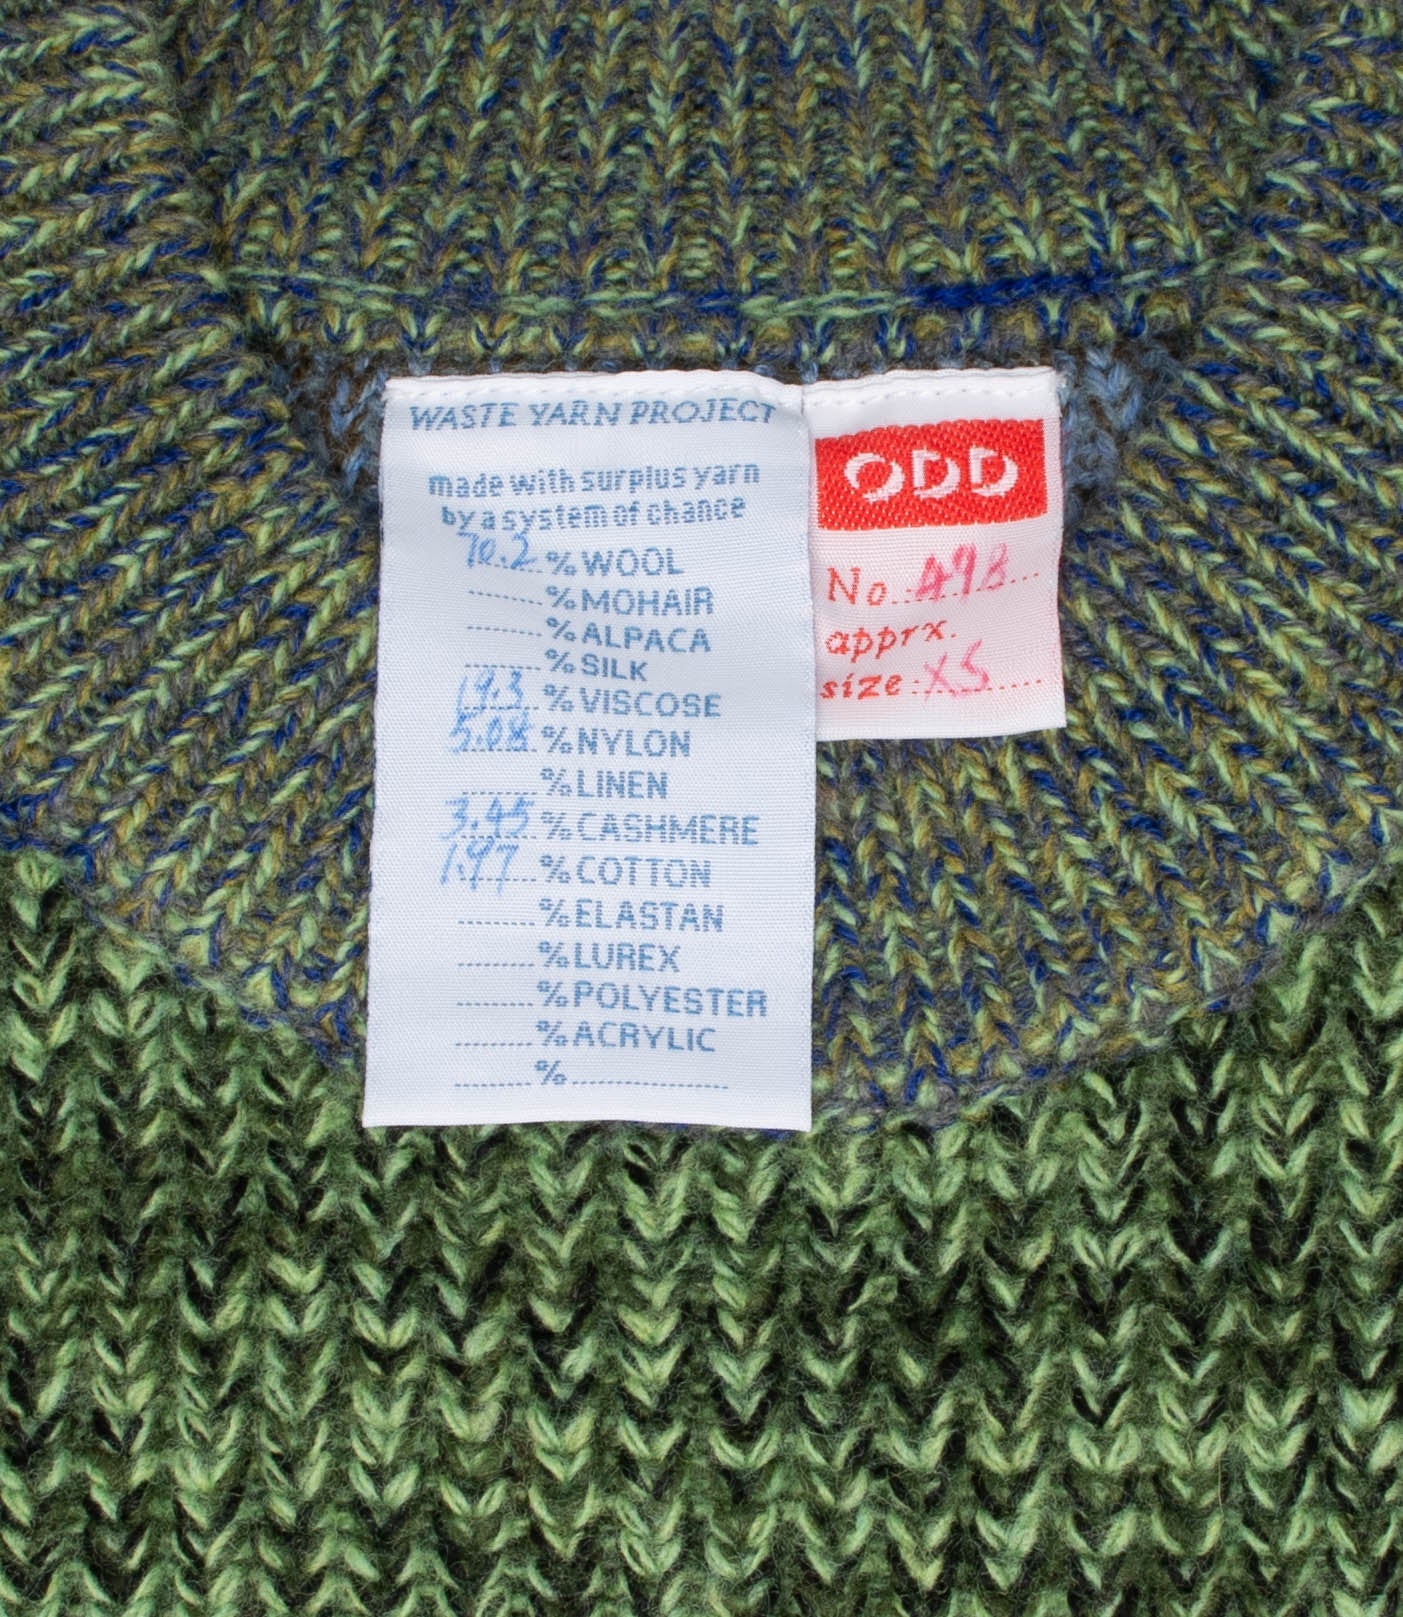 WASTE YARN PROJECT
made with surplus yarn
by a system of chance
70.2 % WOOL
........% MOHAIR
........% ALPACA
........% SILK
19.3 % VISCOSE
5.08 % NYLON
........% LINEN
3.45 % CASHMERE
1.97 % COTTON
........% ELASTAN
........% LUREX
........% POLYESTER
........% ACRYLIC
........%................
ODD
No.
apprx.
size: XS